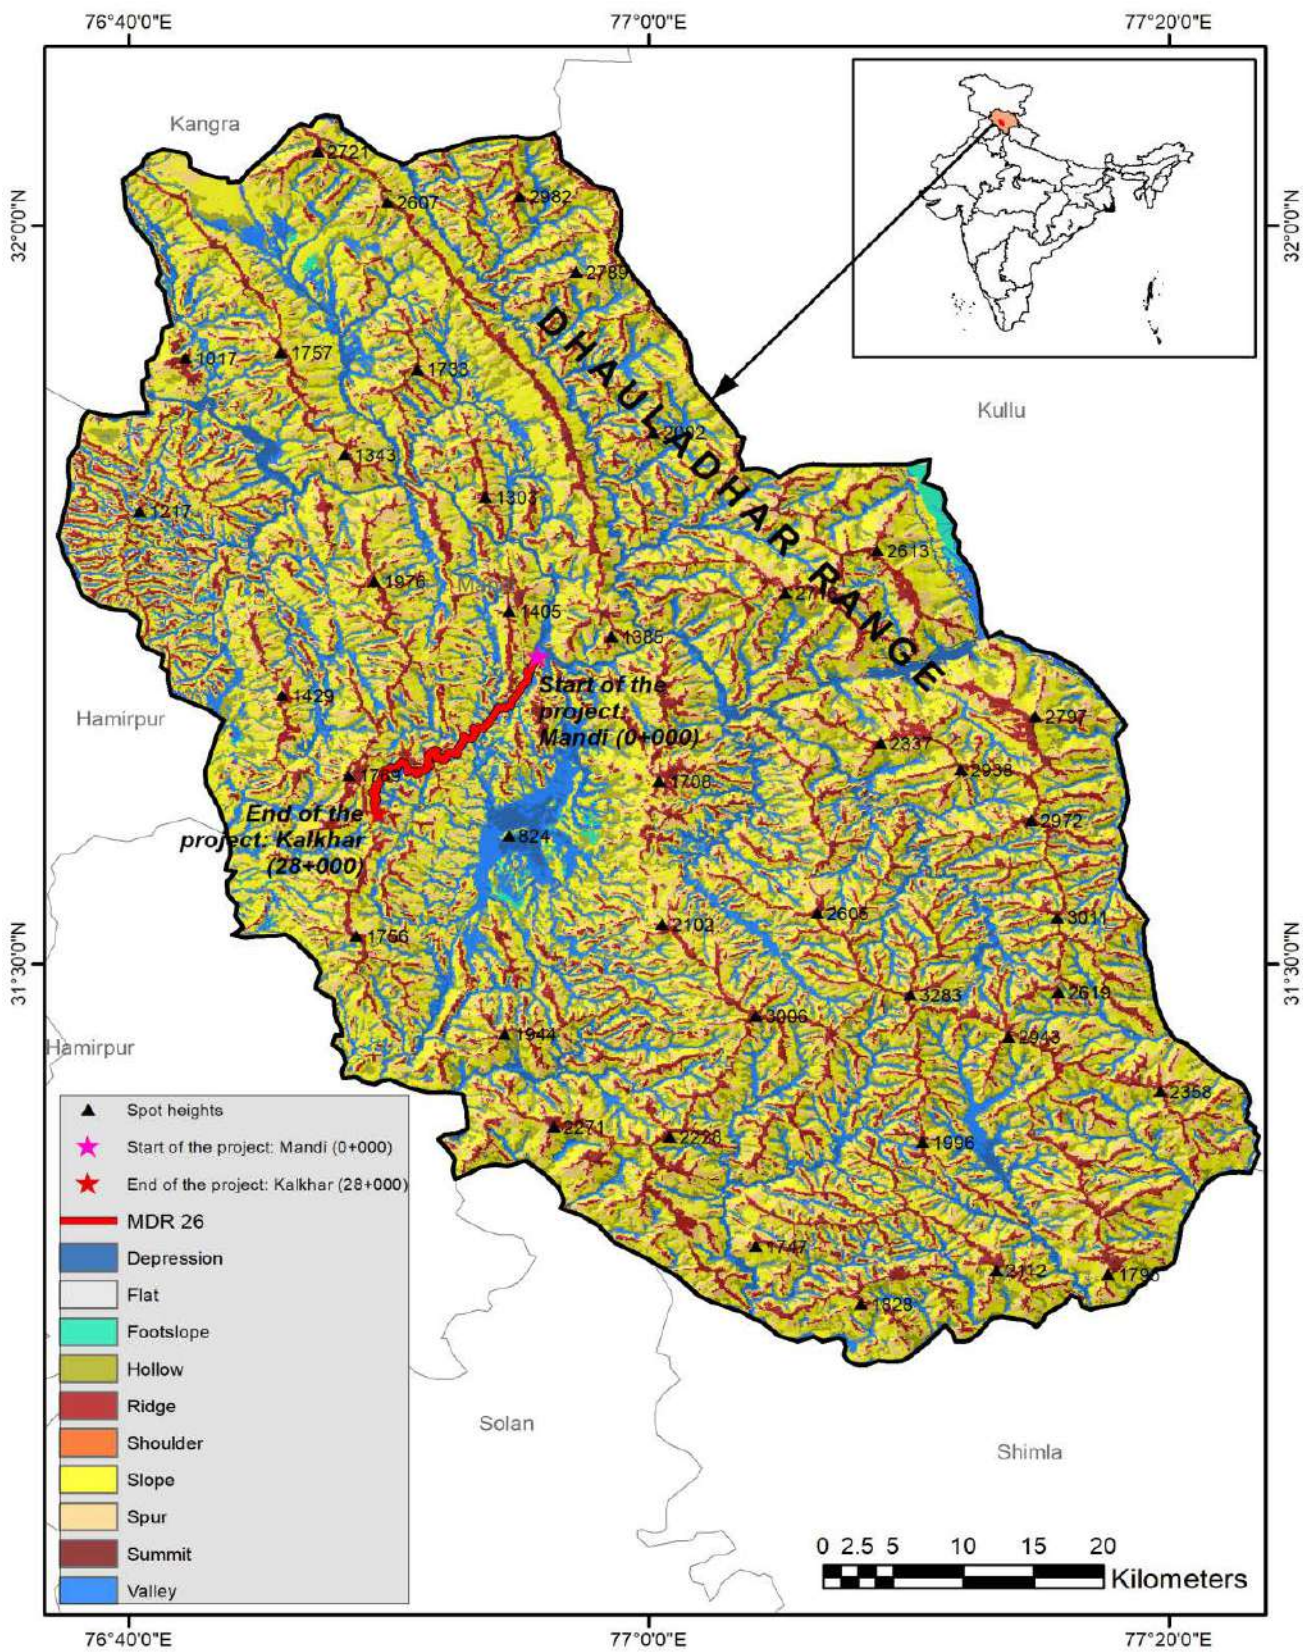 76°40'0"E
77°0'0"E
77°20'0"E
32°0'0"N
32°0'0"N
Kangra
2721
2607
2982
2789
DHAULADHAR RANGE
1017
1757
1733
Kullu
1343
1303
1217
2613
1976
1405
1385
Start of the
project:
Mandi (0+000)
1429
Hamirpur
2797
2337
2938
1769
1708
End of the
project: Kalkhar
(28+000)
824
2972
2605
2102
3011
1766
31°30'0"N
31°30'0"N
3283
2619
3006
1944
2943
Hamirpur
2358
2271
2226
1996
1747
2112
1828
Spot heights
Start of the project: Mandi (0+000)
End of the project: Kalkhar (28+000)
MDR 26
Depression
Flat
Footslope
Hollow
Ridge
Shoulder
Slope
Spur
Summit
Valley
Solan
Shimla
0 2.5 5 10 15 20
Kilometers
76°40'0"E
77°0'0"E
77°20'0"E